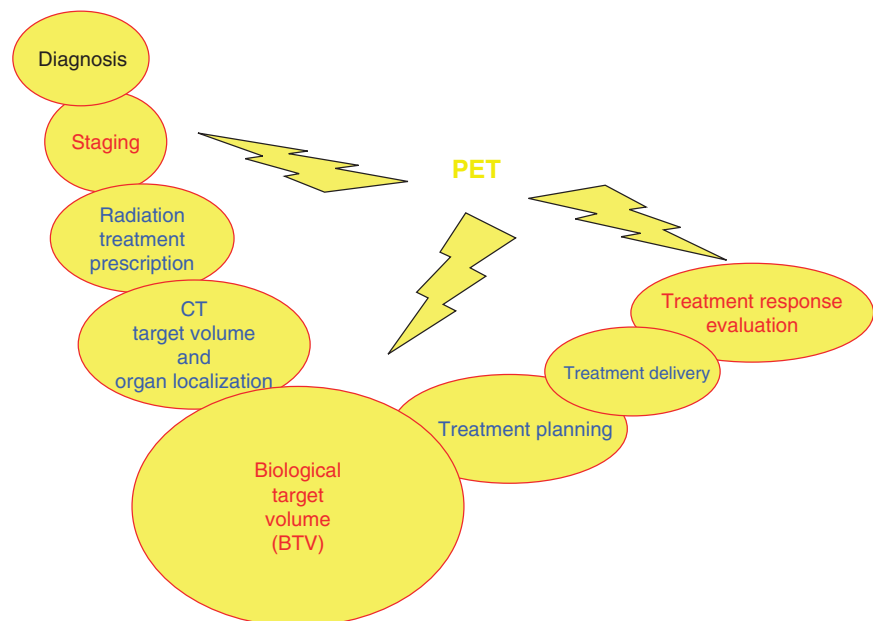 Diagnosis
Staging
PET
Radiation
treatment
prescription
CT
target volume
and
organ localization
Biological
target
volume
(BTV)
Treatment planning
Treatment delivery
Treatment response
evaluation